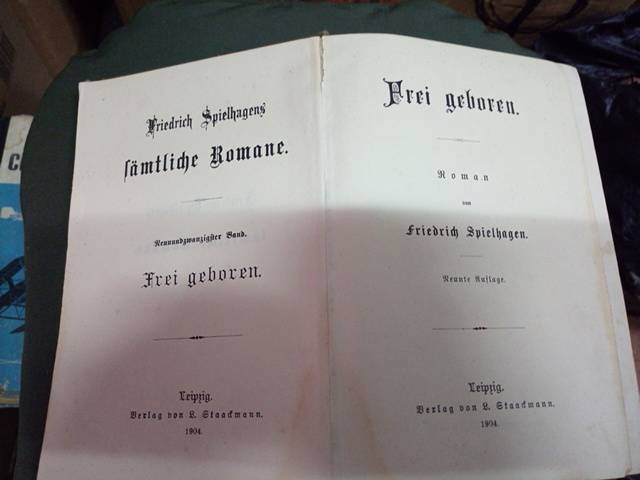 Friedrich Spielhagens
sämtliche Romane.
Neunundzwanzigster Band.
Frei geboren.
Leipzig.
Verlag von L. Staackmann.
1904.
Frei geboren.
Roman
von
Friedrich Spielhagen.
Neunte Auflage.
Leipzig.
Verlag von L. Staackmann.
1904.
C